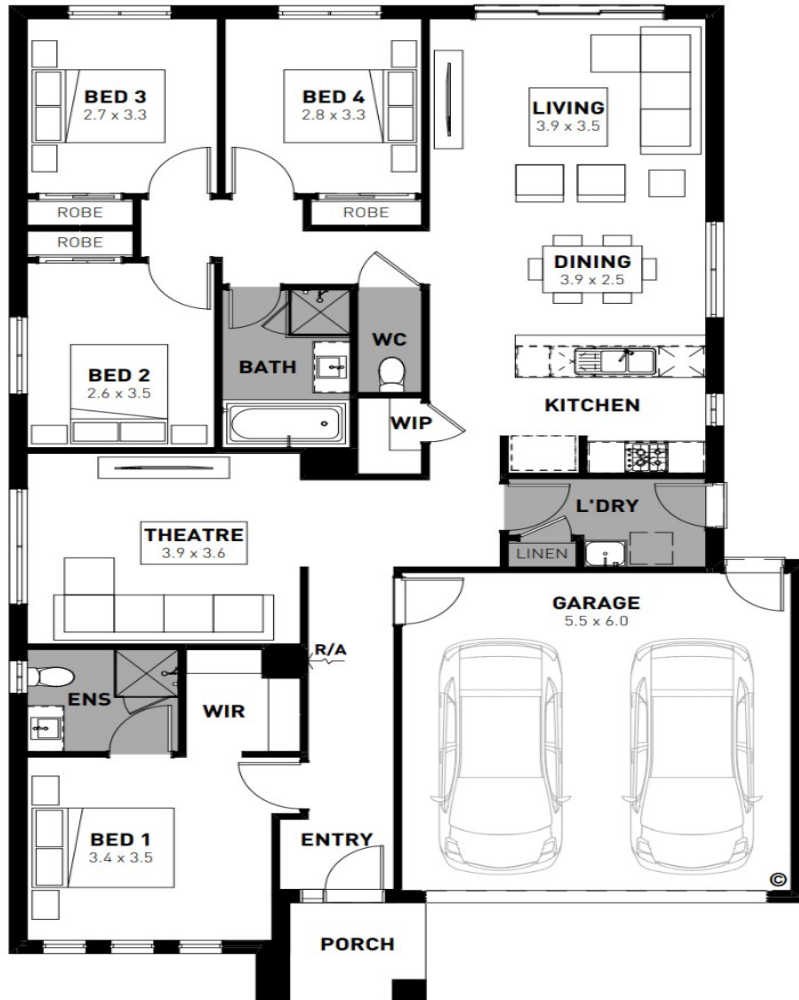 BED 3
2.7 x 3.3
BED 4
2.8 x 3.3
LIVING
3.9 x 3.5
ROBE
ROBE
ROBE
DINING
3.9 x 2.5
WC
BATH
BED 2
2.6 x 3.5
KITCHEN
WIP
L'DRY
THEATRE
3.9 x 3.6
LINEN
GARAGE
5.5 x 6.0
R/A
ENS
WIR
BED 1
3.4 x 3.5
ENTRY
©
PORCH